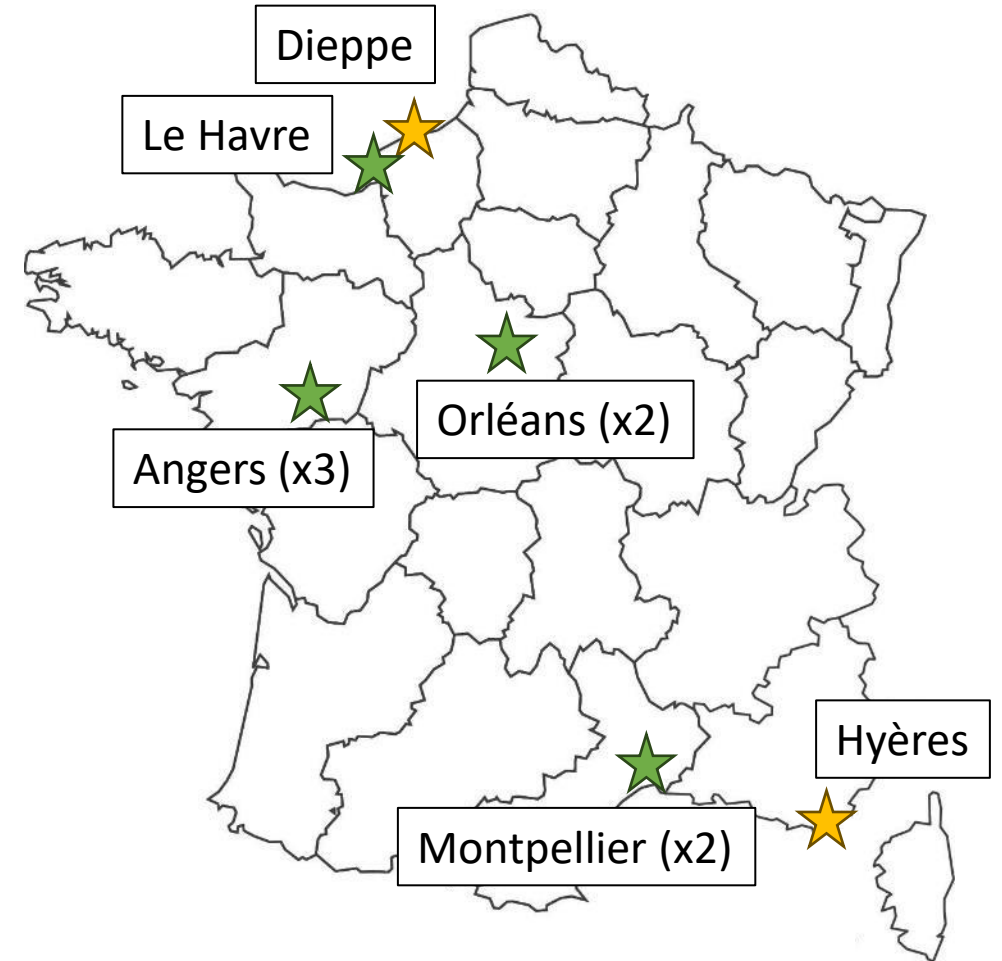 Dieppe
Le Havre
Orléans (x2)
Angers (x3)
Hyères
Montpellier (x2)